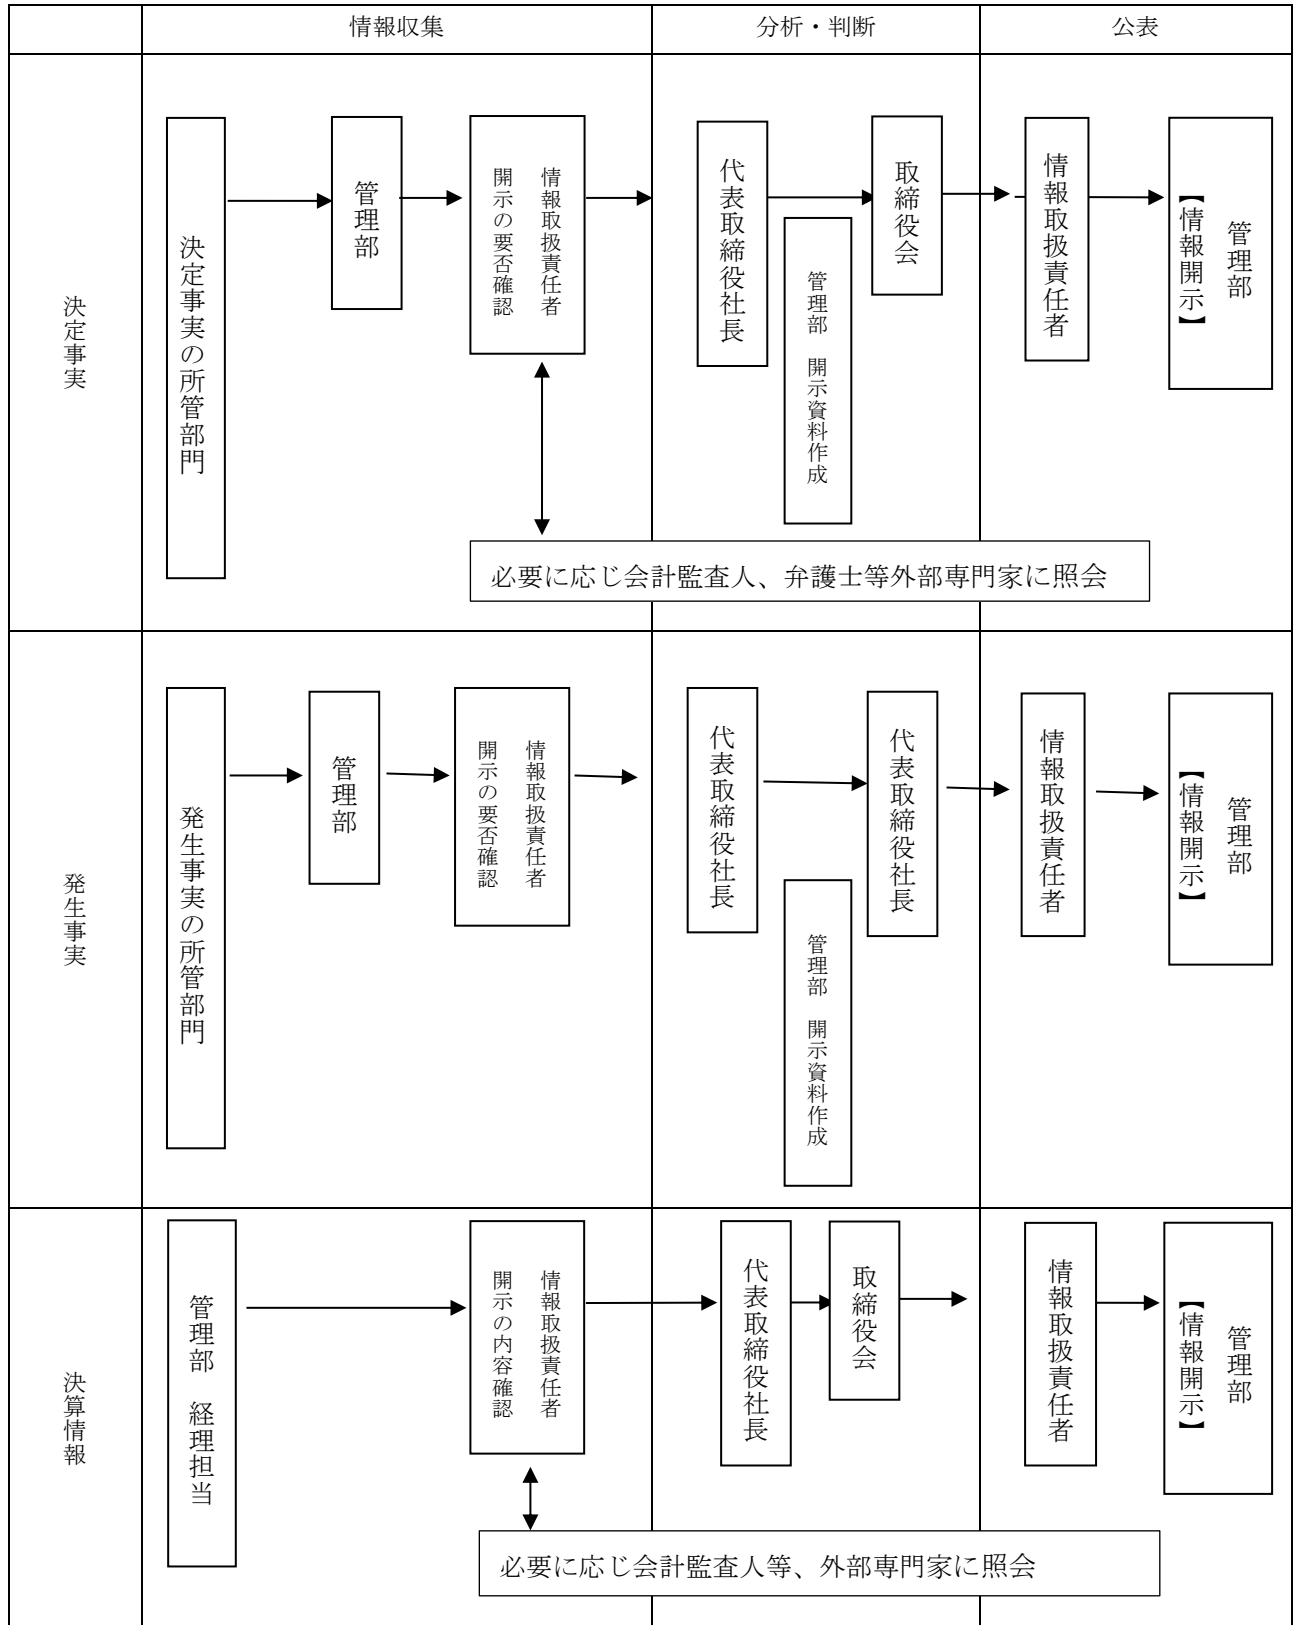 情報収集
分析・判断
公表
決定事実
決定事実の所管部門
管理部
情報取扱責任者
開示の要否確認
代表取締役社長
管理部　開示資料作成
取締役会
情報取扱責任者
管理部
【情報開示】
必要に応じ会計監査人、弁護士等外部専門家に照会
発生事実
発生事実の所管部門
管理部
情報取扱責任者
開示の要否確認
代表取締役社長
管理部　開示資料作成
代表取締役社長
情報取扱責任者
管理部
【情報開示】
決算情報
管理部　経理担当
情報取扱責任者
開示の内容確認
代表取締役社長
取締役会
情報取扱責任者
管理部
【情報開示】
必要に応じ会計監査人等、外部専門家に照会